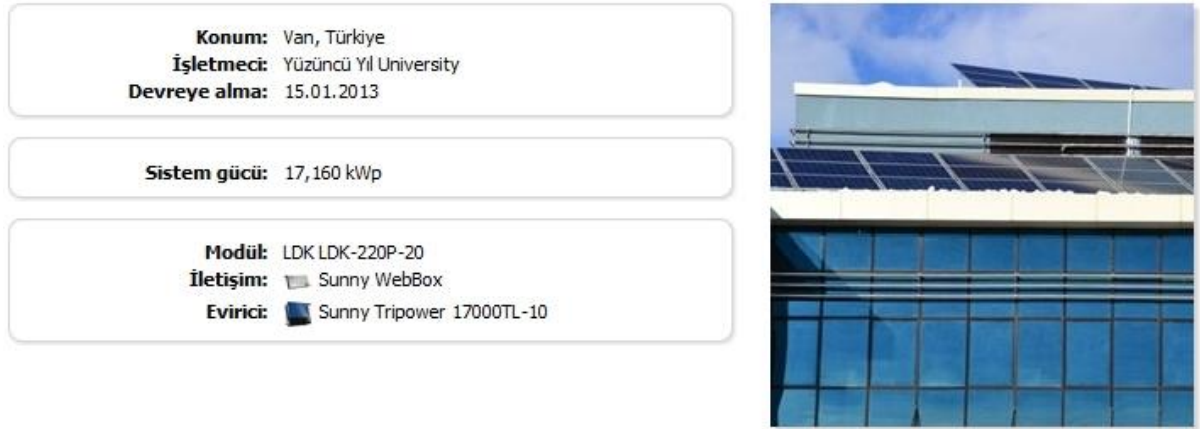 Konum: Van, Türkiye
İşletmeci: Yüzüncü Yıl University
Devreye alma: 15.01.2013
Sistem gücü: 17,160 kWp
Modül: LDK LDK-220P-20
İletişim: Sunny WebBox
Evirici: Sunny Tripower 17000TL-10